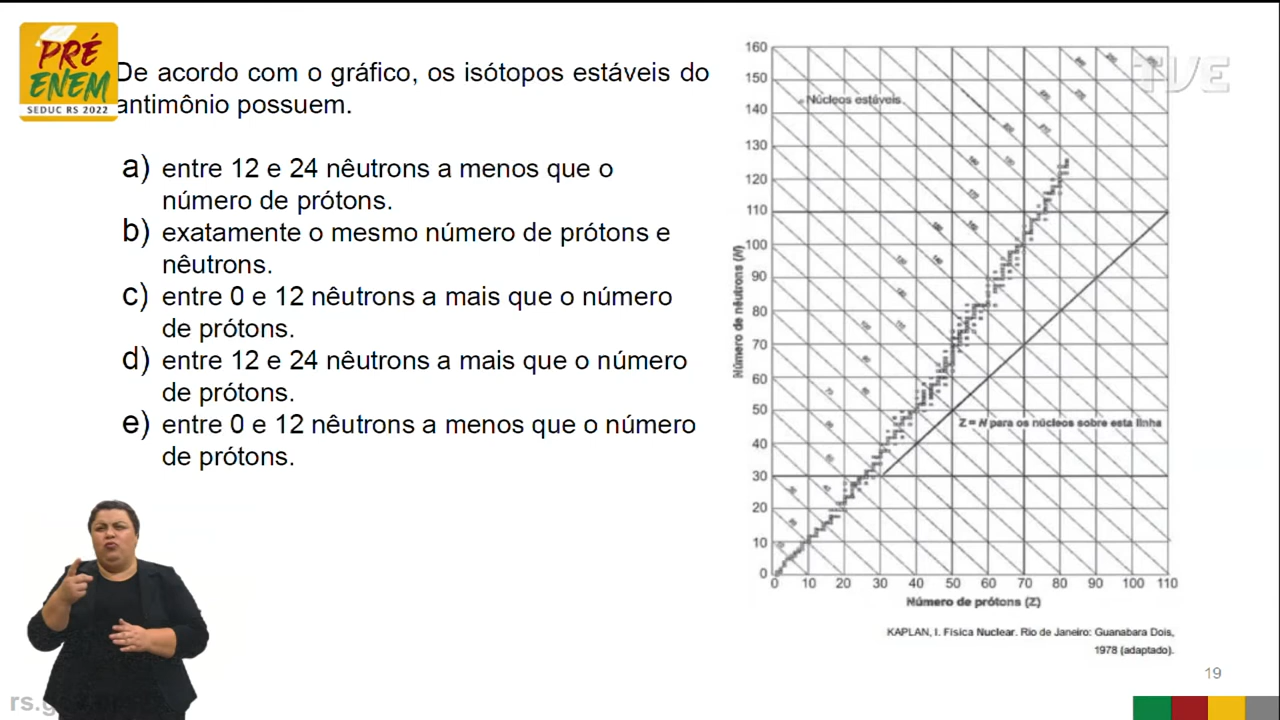 PRÉ
ENEM
SEDUC RS 2022
De acordo com o gráfico, os isótopos estáveis do
antimônio possuem.
a) entre 12 e 24 nêutrons a menos que o
número de prótons.
b) exatamente o mesmo número de prótons e
nêutrons.
c) entre 0 e 12 nêutrons a mais que o número
de prótons.
d) entre 12 e 24 nêutrons a mais que o número
de prótons.
e) entre 0 e 12 nêutrons a menos que o número
de prótons.
TVE
Núcleos estáveis
Número de nêutrons (N)
160
150
140
130
120
110
100
90
80
70
60
50
40
30
20
10
0
Z = N para os núcleos sobre esta linha
0 10 20 30 40 50 60 70 80 90 100 110
Número de prótons (Z)
KAPLAN, I. Física Nuclear. Rio de Janeiro: Guanabara Dois,
1978 (adaptado).
19